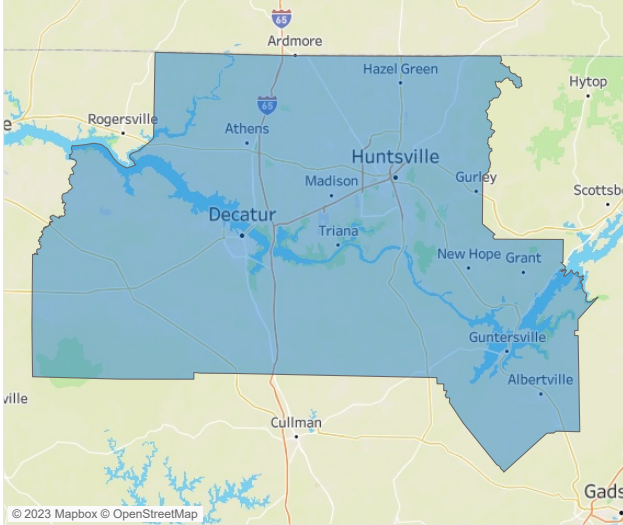 65
Ardmore
Hazel Green
Hytop
65
Rogersville
e
Athens
Huntsville
Madison
Gurley
Scottsb
Decatur
Triana
New Hope
Grant
Guntersville
Albertville
ville
Cullman
Gads
© 2023 Mapbox © OpenStreetMap